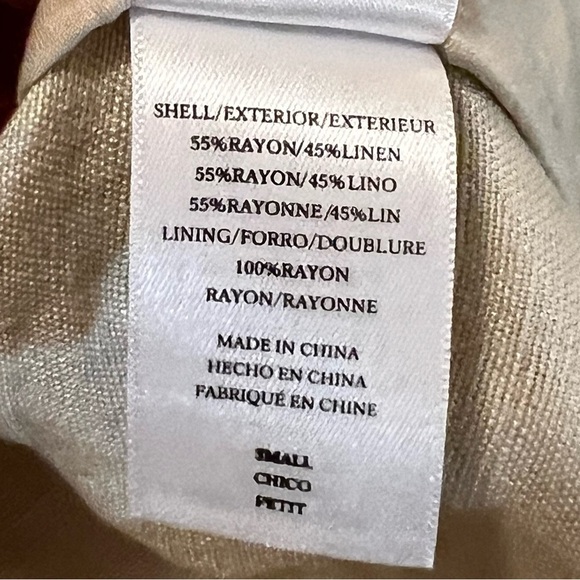 SHELL/EXTERIOR/EXTERIEUR
55%RAYON/45%LINEN
55%RAYON/45%LINO
55%RAYONNE/45%LIN
LINING/FORRO/DOUBLURE
100%RAYON
RAYON/RAYONNE
MADE IN CHINA
HECHO EN CHINA
FABRIQUÉ EN CHINE
SMALL
CHICO
PETIT